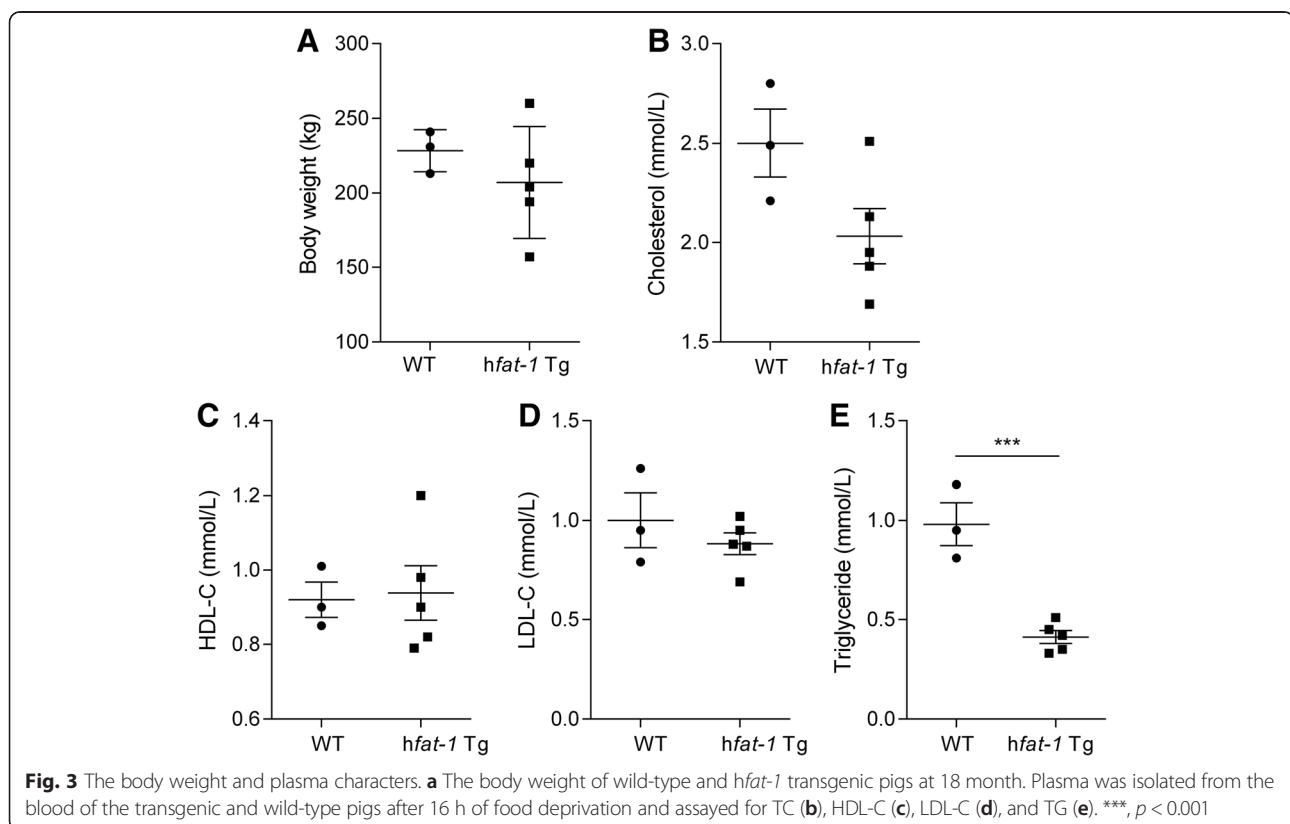 A
300
250
200
150
100
Body weight (kg)
WT
hfat-1 Tg
B
3.0
2.5
2.0
1.5
Cholesterol (mmol/L)
WT
hfat-1 Tg
C
1.4
1.2
1.0
0.8
0.6
HDL-C (mmol/L)
WT
hfat-1 Tg
D
1.5
1.0
0.5
0.0
LDL-C (mmol/L)
WT
hfat-1 Tg
E
1.5
1.0
0.5
0.0
Triglyceride (mmol/L)
***
WT
hfat-1 Tg
Fig. 3 The body weight and plasma characters. a The body weight of wild-type and hfat-1 transgenic pigs at 18 month. Plasma was isolated from the
blood of the transgenic and wild-type pigs after 16 h of food deprivation and assayed for TC (b), HDL-C (c), LDL-C (d), and TG (e). ***, p < 0.001